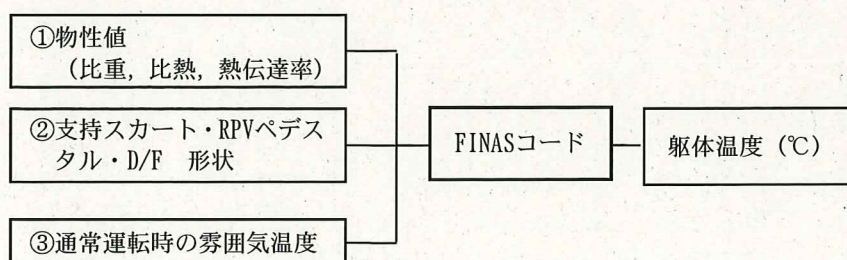 ①物性値
(比重, 比熱, 熱伝達率)
②支持スカート・RPVペデス
タル・D/F 形状
③通常運転時の雰囲気温度
FINASコード
躯体温度 (℃)